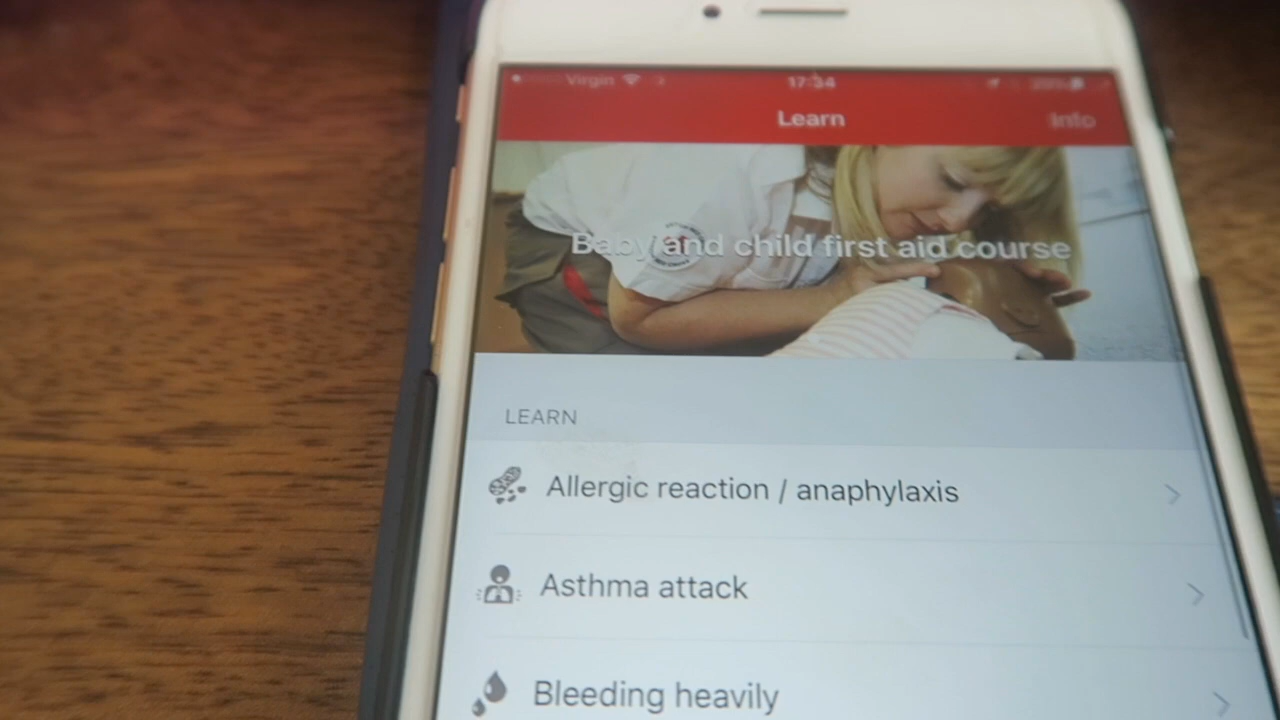 Virgin 17:34
Learn Info
Baby and child first aid course
LEARN
Allergic reaction / anaphylaxis
Asthma attack
Bleeding heavily